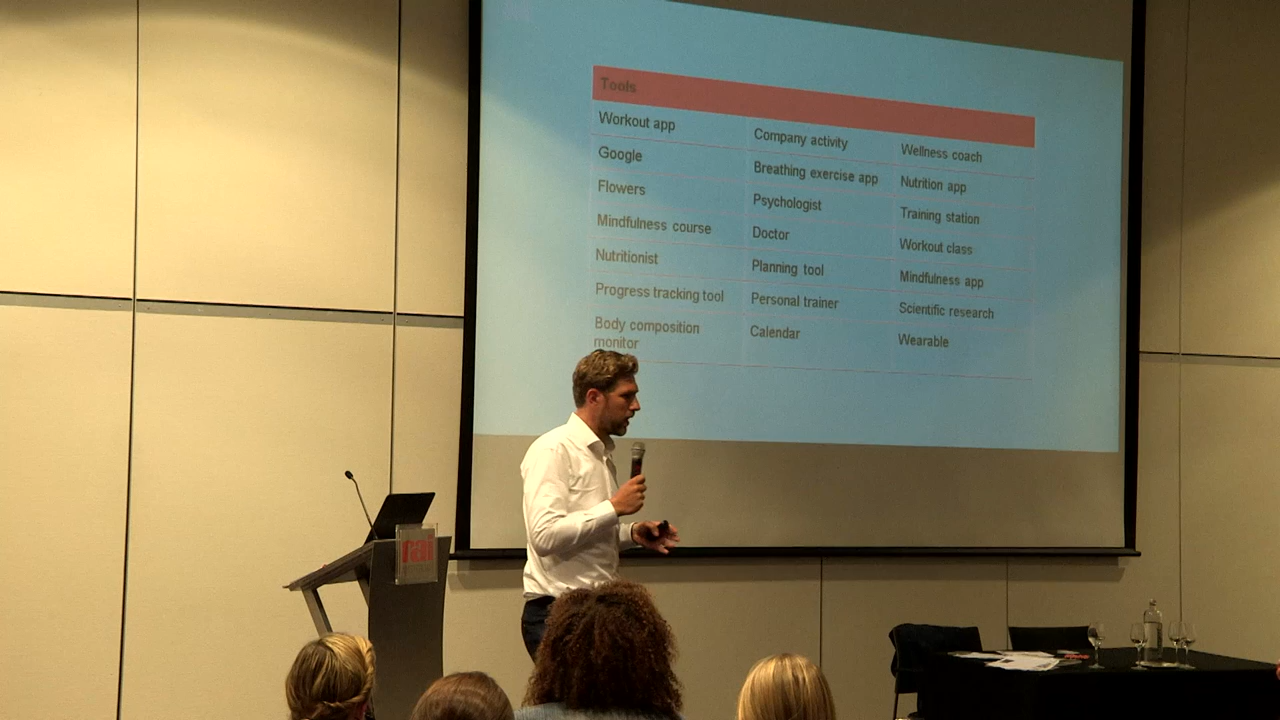 Tools
Workout app
Company activity
Wellness coach
Google
Breathing exercise app
Nutrition app
Flowers
Psychologist
Training station
Mindfulness course
Doctor
Workout class
Nutritionist
Planning tool
Mindfulness app
Progress tracking tool
Personal trainer
Scientific research
Body composition
monitor
Calendar
Wearable
rai